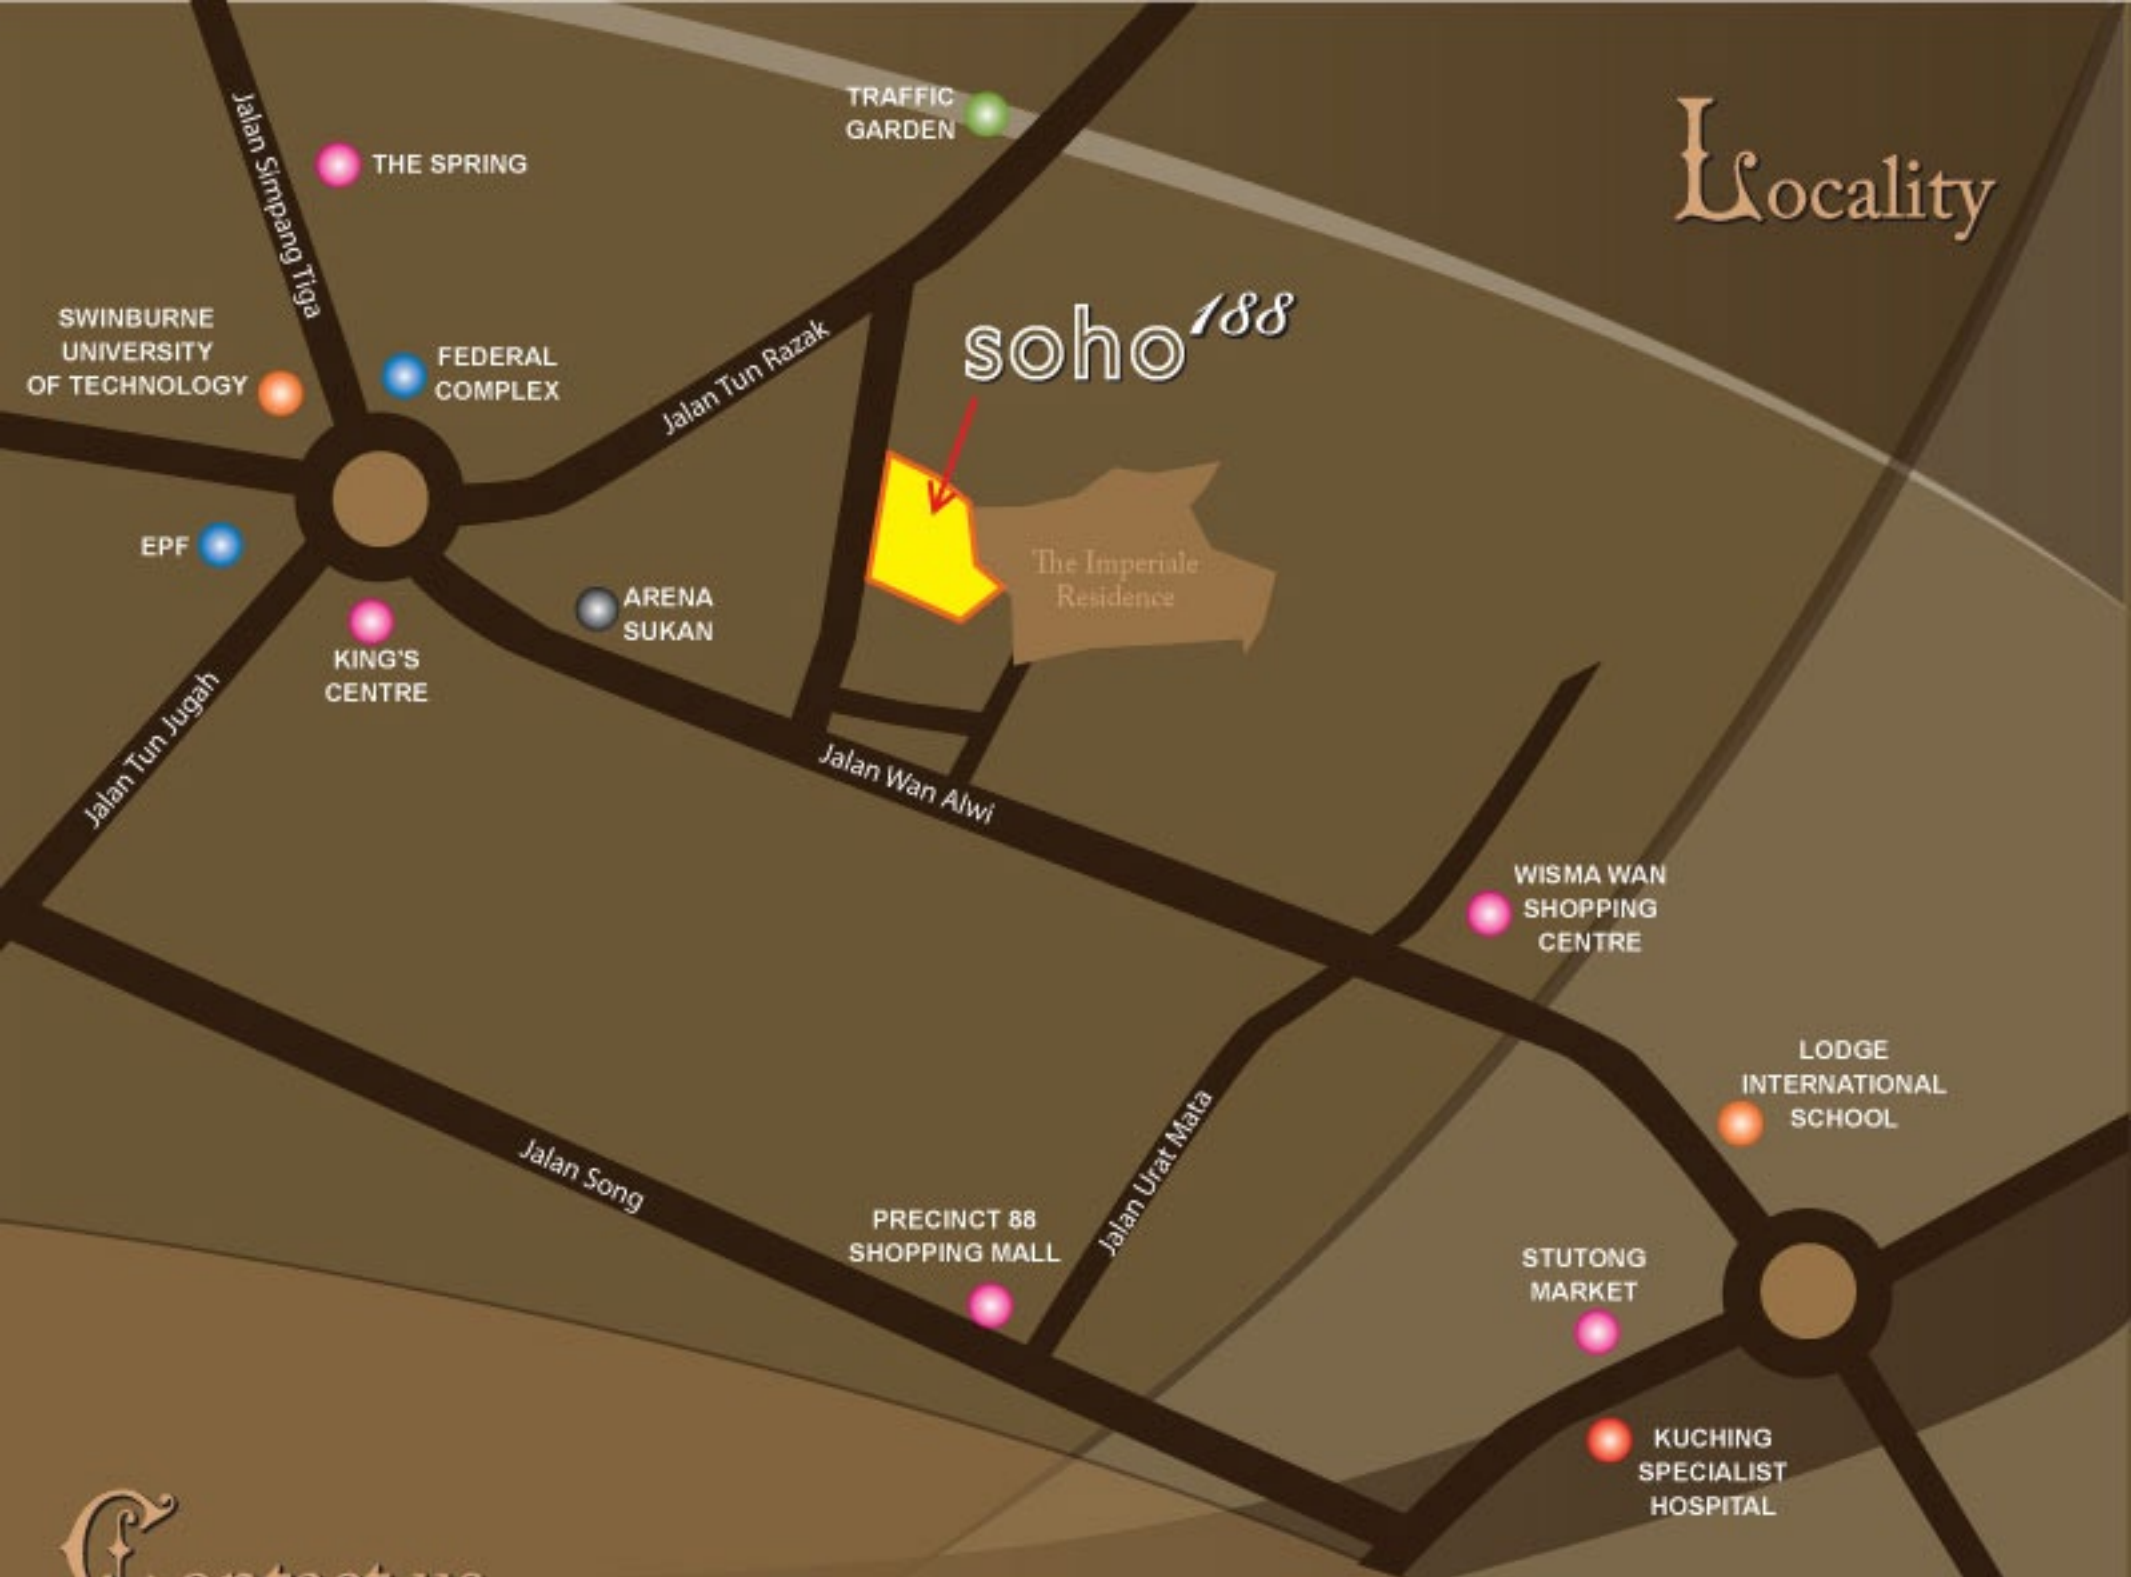 Locality
TRAFFIC
GARDEN
THE SPRING
Jalan Simpang Tiga
soho188
SWINBURNE
UNIVERSITY
OF TECHNOLOGY
FEDERAL
COMPLEX
Jalan Tun Razak
EPF
The Imperiale
Residence
ARENA
SUKAN
KING'S
CENTRE
Jalan Tun Jugah
Jalan Wan Alwi
WISMA WAN
SHOPPING
CENTRE
LODGE
INTERNATIONAL
SCHOOL
Jalan Song
Jalan Urat Mata
PRECINCT 88
SHOPPING MALL
STUTONG
MARKET
KUCHING
SPECIALIST
HOSPITAL
Contact us